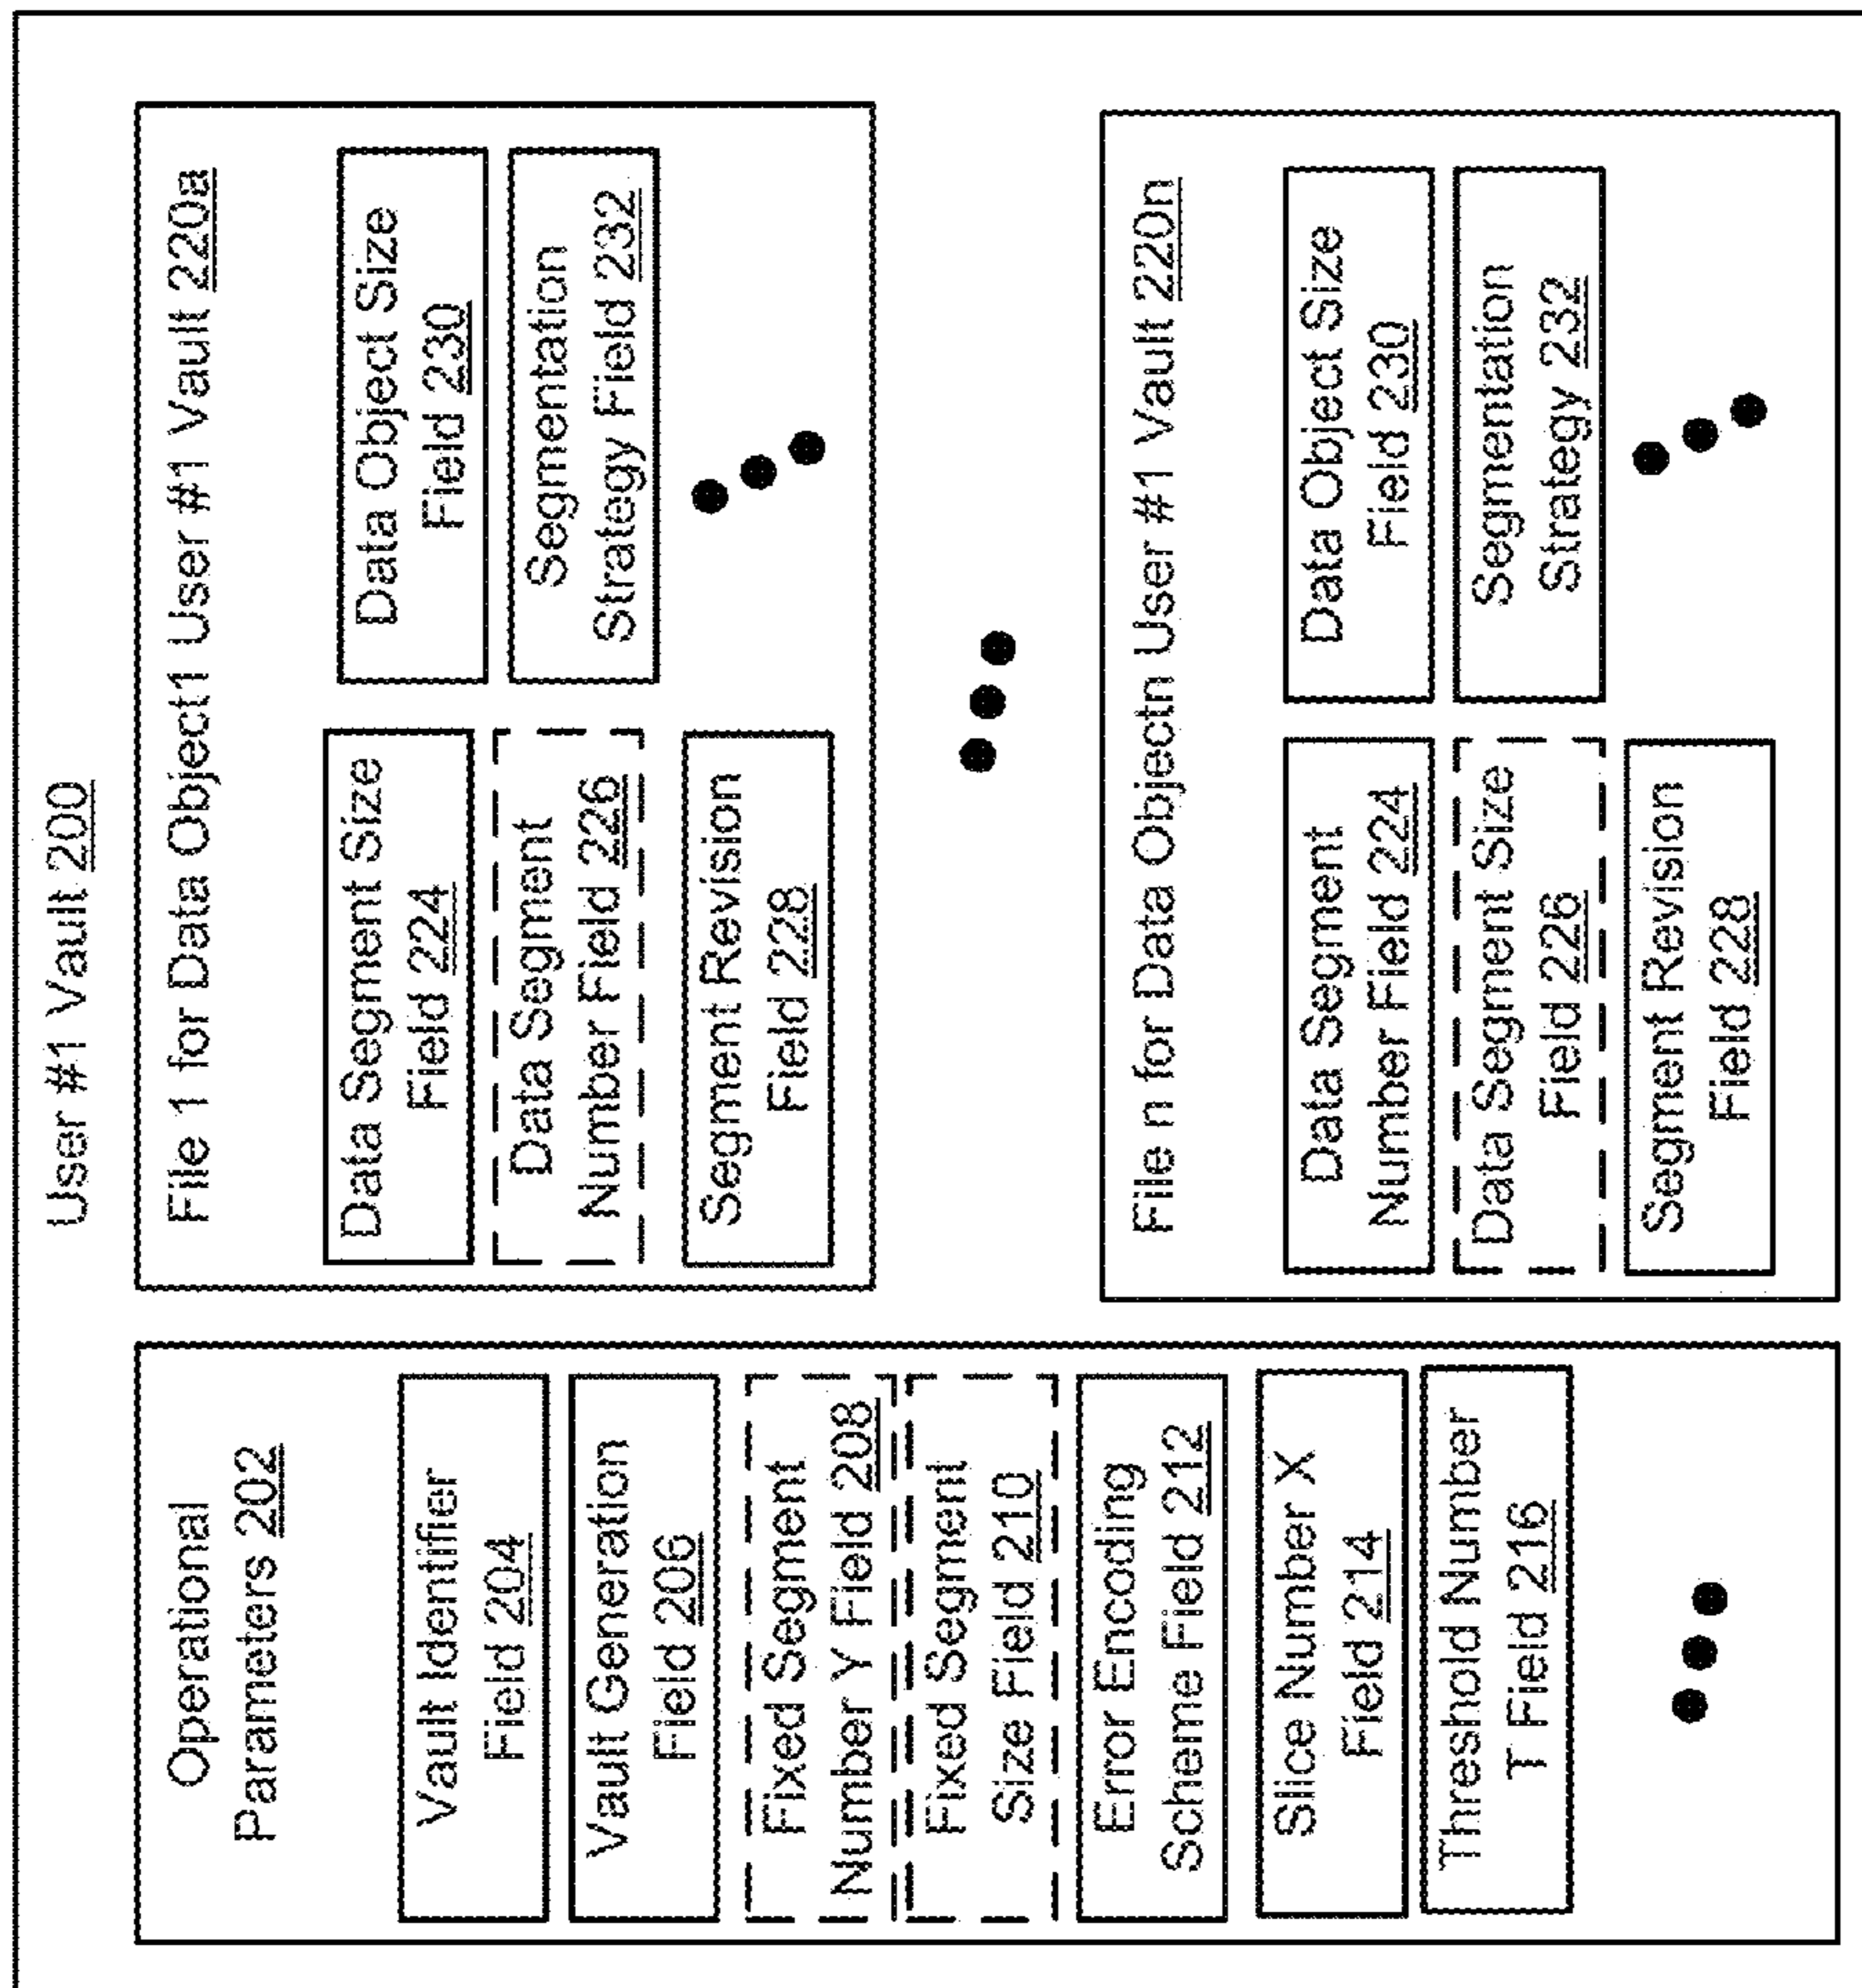 User #1 Vault 200
Operational
Parameters 202
Vault Identifier
Field 204
Vault Generation
Field 206
Fixed Segment
Number Y Field 208
Fixed Segment
Size Field 210
Error Encoding
Scheme Field 212
Slice Number X
Field 214
Threshold Number
T Field 216
File 1 for Data Object1 User #1 Vault 220a
Data Segment Size
Field 224
Data Segment
Number Field 226
Segment Revision
Field 228
Data Object Size
Field 230
Segmentation
Strategy Field 232
File n for Data Objectn User #1 Vault 220n
Data Segment
Number Field 224
Data Segment Size
Field 226
Segment Revision
Field 228
Data Object Size
Field 230
Segmentation
Strategy 232